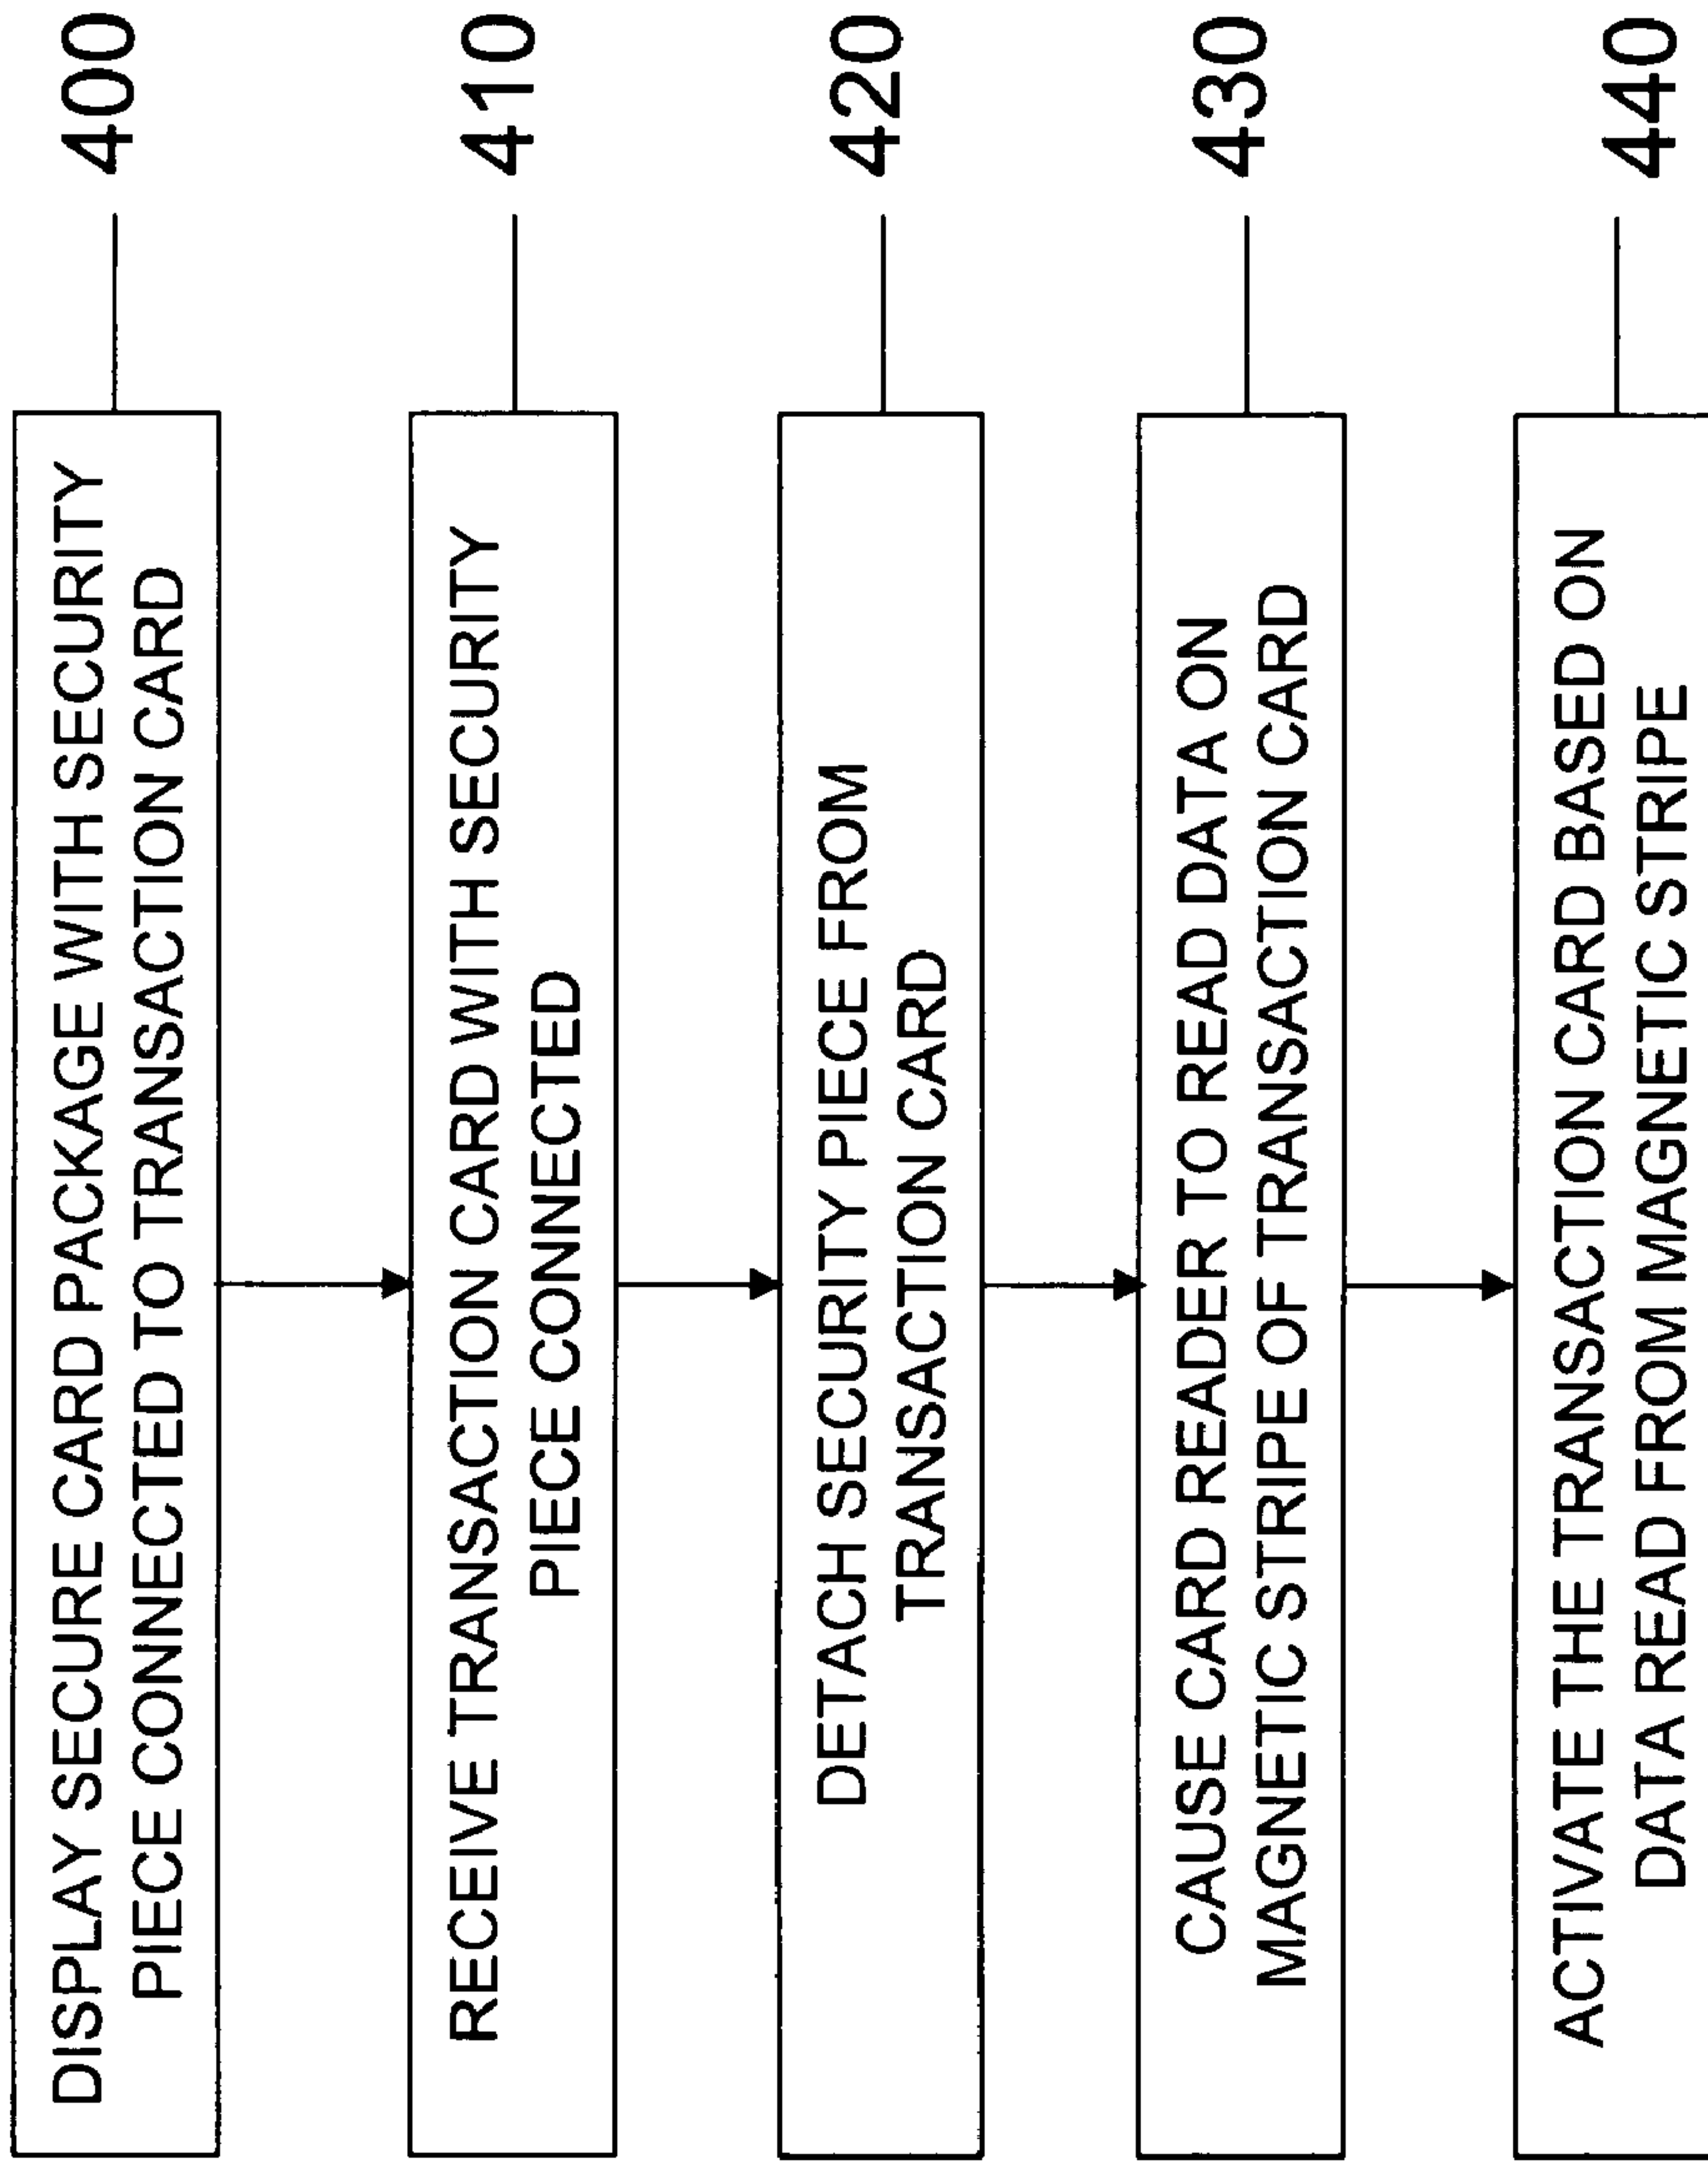 DISPLAY SECURE CARD PACKAGE WITH SECURITY
PIECE CONNECTED TO TRANSACTION CARD
400
RECEIVE TRANSACTION CARD WITH SECURITY
PIECE CONNECTED
410
DETACH SECURITY PIECE FROM
TRANSACTION CARD
420
CAUSE CARD READER TO READ DATA ON
MAGNETIC STRIPE OF TRANSACTION CARD
430
ACTIVATE THE TRANSACTION CARD BASED ON
DATA READ FROM MAGNETIC STRIPE
440